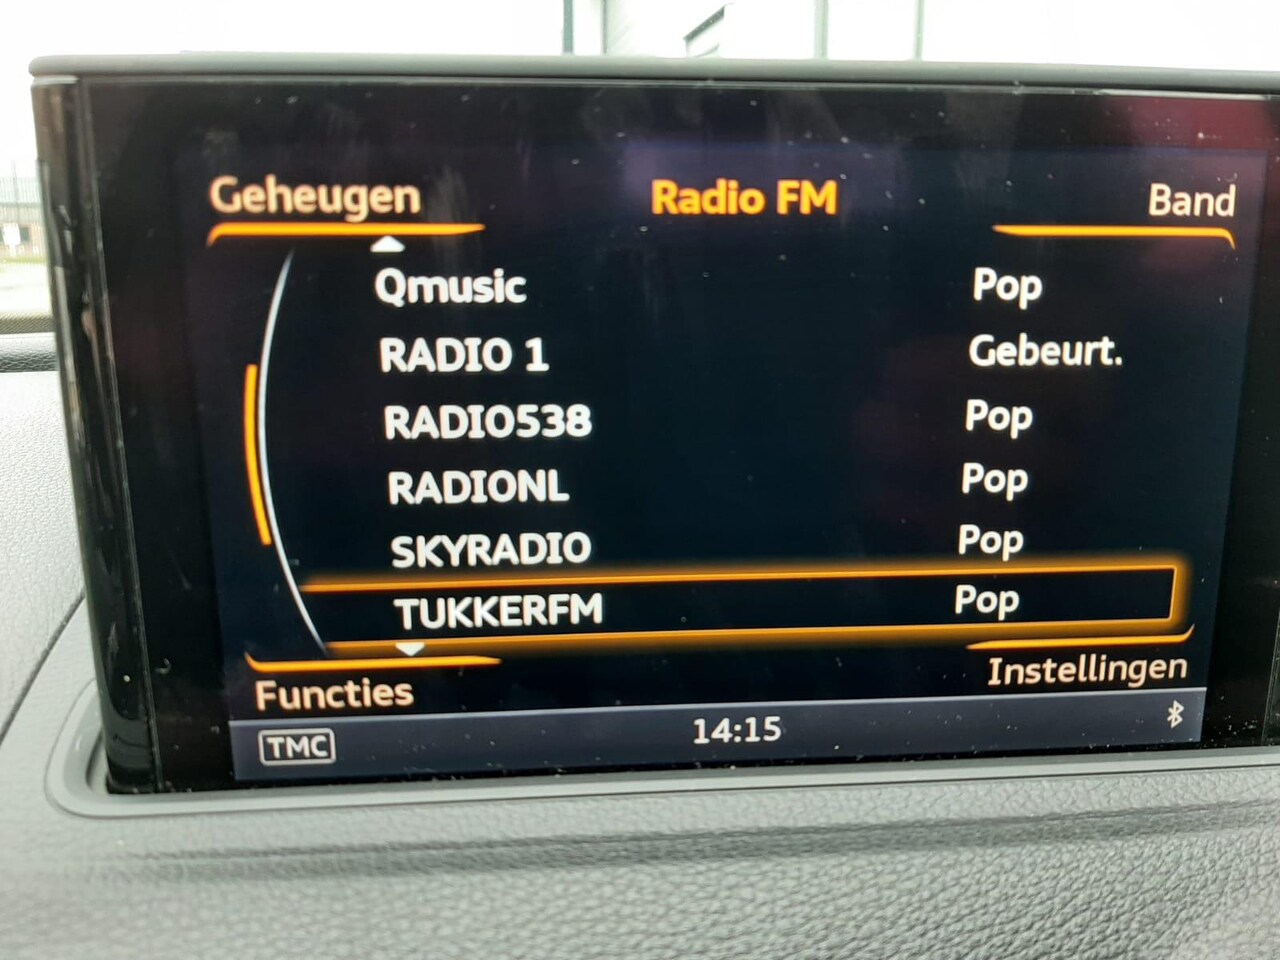 Geheugen Radio FM Band
Qmusic Pop
RADIO 1 Gebeurt.
RADIO538 Pop
RADIONL Pop
SKYRADIO Pop
TUKKERFM Pop
Functies Instellingen
TMC 14:15